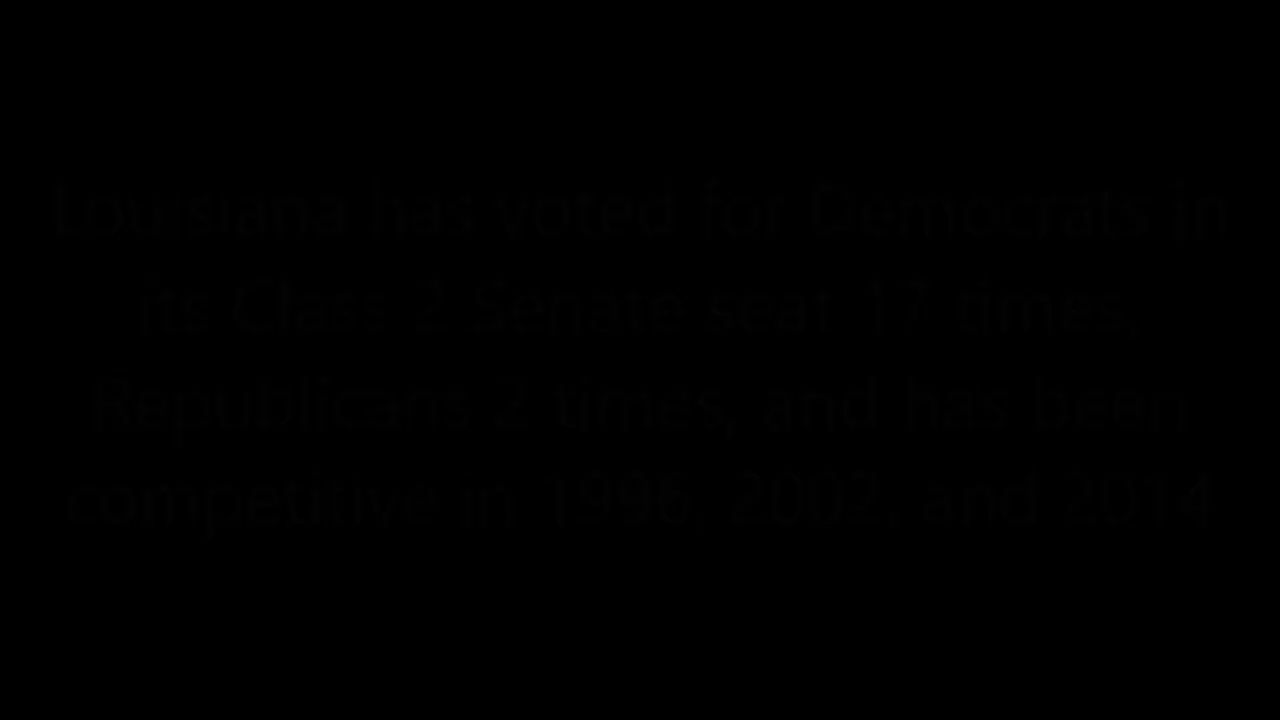 Louisiana has voted for Democrats in
its Class 2 Senate seat 17 times,
Republicans 2 times, and has been
competitive in 1996, 2002, and 2014